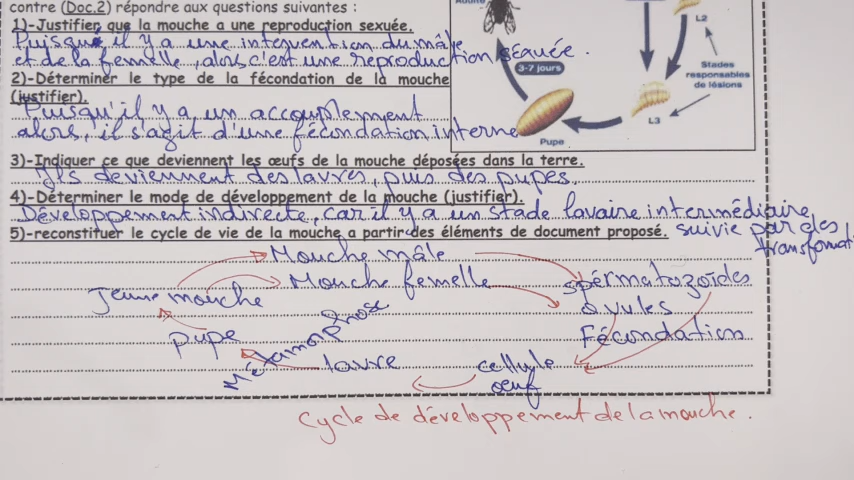 contre (Doc.2) répondre aux questions suivantes :
1)-Justifier que la mouche a une reproduction sexuée.
Puisqu'il y a une intervention du mâle
et de la femelle, alors c'est une reproduction séxuée.
2)-Déterminer le type de la fécondation de la mouche
(justifier).
Puisqu'il y a un accouplement
alors, il s'agit d'une fécondation interne
3)-Indiquer ce que deviennent les œufs de la mouche déposées dans la terre.
Ils deviennent des lavres, puis des pupes.
4)-Déterminer le mode de développement de la mouche (justifier).
Développement indirecte, car il y a un stade lavaire intermédiaire,
suivie par des
transformat
5)-reconstituer le cycle de vie de la mouche a partir des éléments de document proposé.
Mouche mâle
Mouche femelle
spérmatozoïdes
Jeune mouche
ovules
Fécondation
pupe
Métamorphose
lavre
cellule
œuf
cycle de développement de la mouche.
Adulte
L2
3-7 jours
Stades
responsables
de lésions
L3
Pupe